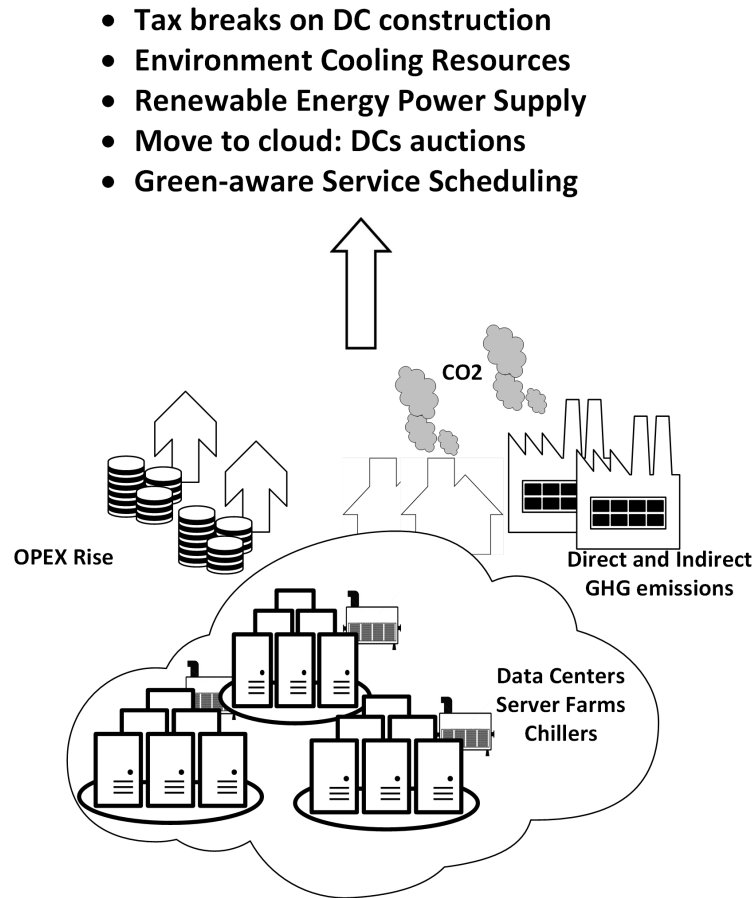 • Tax breaks on DC construction
• Environment Cooling Resources
• Renewable Energy Power Supply
• Move to cloud: DCs auctions
• Green-aware Service Scheduling
CO2
OPEX Rise
Direct and Indirect
GHG emissions
Data Centers
Server Farms
Chillers